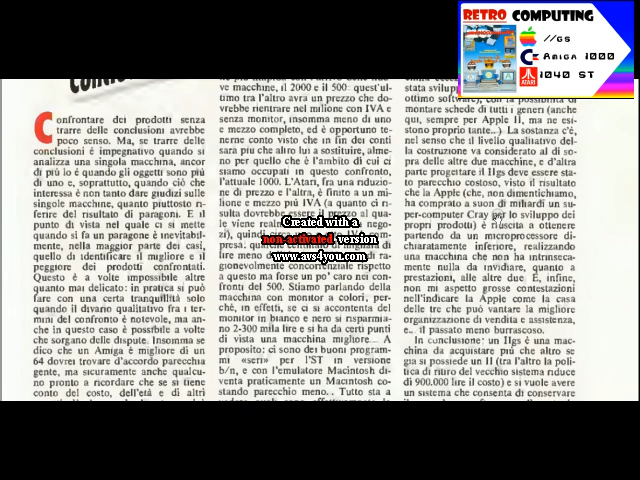 RETRO COMPUTING
//GS
Amiga 1000
1040 ST
ATARI
Confrontare dei prodotti senza
trarre delle conclusioni avrebbe
poco senso. Ma, se trarre delle
conclusioni è impegnativo quando si
analizza una singola macchina, ancor
di più lo è quando gli oggetti sono più
di uno e, soprattutto, quando ciò che
interessa è non tanto dare giudizi sulle
singole macchine, quanto piuttosto ri-
ferire del risultato di paragoni. E il
punto di vista nel quale ci si mette
quando si fa un paragone è inevitabil-
mente, nella maggior parte dei casi,
quello di identificare il migliore e il
peggiore dei prodotti confrontati.
Questo è a volte impossibile altre
quanto mai delicato: in pratica si può
fare con una certa tranquillità solo
quando il divario qualitativo fra i ter-
mini del confronto è notevole, ma an-
che in questo caso è possibile a volte
che sorgano delle dispute. Insomma se
dico che un Amiga è migliore di un
64 dovrei trovare d'accordo parecchia
gente, ma sicuramente anche qualcu-
no pronto a ricordare che se si tiene
conto del costo, dell'età e di altri
ve macchine, il 2000 e il 500: quest'ul-
timo tra l'altro avrà un prezzo che do-
vrebbe rientrare nel milione con IVA e
senza monitor, insomma meno di uno
e mezzo completo, ed è opportuno te-
nerne conto visto che in fin dei conti
sarà più che altro lui a sostituire, alme-
no per quello che è l'ambito di cui ci
siamo occupati in questo confronto,
l'attuale 1000. L'Atari, fra una riduzio-
ne di prezzo e l'altra, è finito a un mi-
lione e mezzo più IVA (a quanto ci ri-
sulta dovrebbe essere il prezzo al qua-
le viene
zi), quindi
presa
lire meno
ragionevolmente concorrenziale rispetto
a questo ma forse un po' caro nei con-
fronti del 500. Stiamo parlando della
macchina con monitor a colori, per-
ché, in effetti, se ci si accontenta del
monitor in bianco e nero si risparmia-
no 2-300 mila lire e si ha da certi punti
di vista una macchina migliore... A
proposito: ci sono dei buoni program-
mi «seri» per l'ST in versione
b/n, e con l'emulatore Macintosh di-
venta praticamente un Macintosh co-
stando parecchio meno... Tutto sta a
Created with a
non-activated version
www.avs4you.com
stata svilup
ottimo software), con la possibilità di
montare schede di tutti i generi (anche
qui, sempre per Apple II, ma ne esi-
stono proprio tante...) La sostanza c'è,
nel senso che il livello qualitativo del-
la costruzione va considerato al di so-
pra delle altre due macchine, e d'altra
parte progettare il IIgs deve essere sta-
to parecchio costoso, visto il risultato
che la Apple (che, non dimentichiamo,
ha comprato a suon di miliardi un su-
per-computer Cray per lo sviluppo dei
propri prodotti) è riuscita a ottenere
partendo da un microprocessore di-
chiaratamente inferiore, realizzando
una macchina che non ha intrinseca-
mente nulla da invidiare, quanto a
prestazioni, alle altre due. E, infine,
non mi aspetto grosse contestazioni
nell'indicare la Apple come la casa
delle tre che può vantare la migliore
organizzazione di vendita e assistenza,
e... il passato meno burrascoso.
In conclusione: un IIgs è una mac-
china da acquistare più che altro se
già si possiede un II (tra l'altro la poli-
tica di ritiro del vecchio sistema riduce
di 900.000 lire il costo) e si vuole avere
un sistema che consenta di conservare